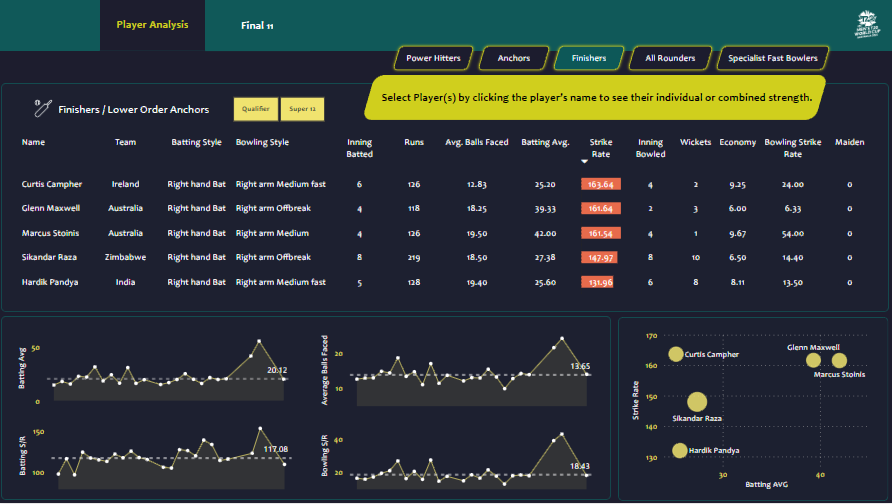 Player Analysis
Final 11
Power Hitters
Anchors
Finishers
All Rounders
Specialist Fast Bowlers
Select Player(s) by clicking the player's name to see their individual or combined strength.
Finishers / Lower Order Anchors
Qualifier
Super 12
Name Team Batting Style Bowling Style Inning Batted Runs Avg. Balls Faced Batting Avg. Strike Rate Inning Bowled Wickets Economy Bowling Strike Rate Maiden
Curtis Campher Ireland Right hand Bat Right arm Medium fast 6 126 12.83 25.20 163.64 4 2 9.25 24.00 0
Glenn Maxwell Australia Right hand Bat Right arm Offbreak 4 118 18.25 39.33 161.64 2 3 6.00 6.33 0
Marcus Stoinis Australia Right hand Bat Right arm Medium 4 126 19.50 42.00 161.54 4 1 9.67 54.00 0
Sikandar Raza Zimbabwe Right hand Bat Right arm Offbreak 8 219 18.50 27.38 147.97 8 10 6.50 14.40 0
Hardik Pandya India Right hand Bat Right arm Medium fast 5 128 19.40 25.60 131.96 6 8 8.11 13.50 0
Batting Avg
50
0
20.12
Average Balls Faced
20
10
13.65
Batting S/R
150
100
117.08
Bowling S/R
40
20
18.43
Strike Rate
170
160
150
140
130
Curtis Campher
Glenn Maxwell
Marcus Stoinis
Sikandar Raza
Hardik Pandya
30
40
Batting AVG